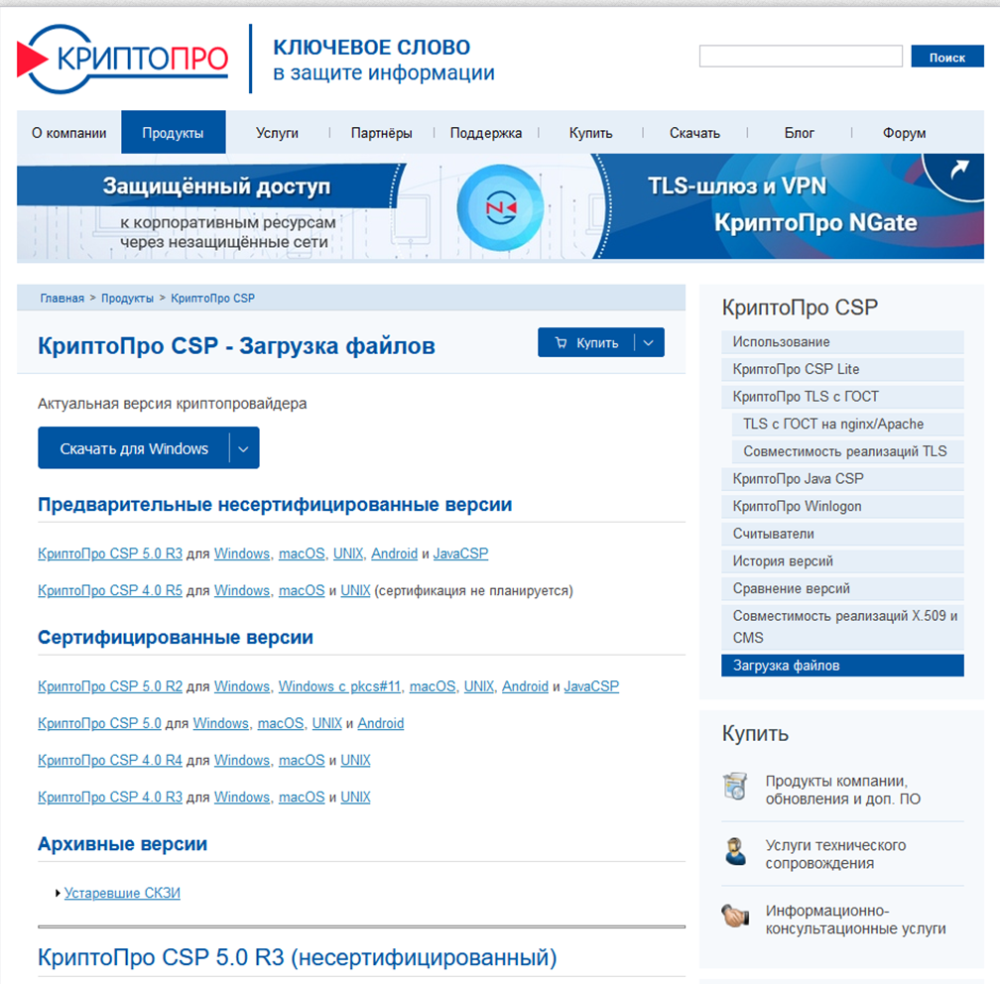 КРИПТОПРО
КЛЮЧЕВОЕ СЛОВО
в защите информации
Поиск
О компании
Продукты
Услуги
Партнёры
Поддержка
Купить
Скачать
Блог
Форум
Защищённый доступ
к корпоративным ресурсам
через незащищённые сети
TLS-шлюз и VPN
КриптоПро NGate
Главная > Продукты > КриптоПро CSP
КриптоПро CSP - Загрузка файлов
Купить
Актуальная версия криптопровайдера
Скачать для Windows
Предварительные несертифицированные версии
КриптоПро CSP 5.0 R3 для Windows, macOS, UNIX, Android и JavaCSP
КриптоПро CSP 4.0 R5 для Windows, macOS и UNIX (сертификация не планируется)
Сертифицированные версии
КриптоПро CSP 5.0 R2 для Windows, Windows с pkcs#11, macOS, UNIX, Android и JavaCSP
КриптоПро CSP 5.0 для Windows, macOS, UNIX и Android
КриптоПро CSP 4.0 R4 для Windows, macOS и UNIX
КриптоПро CSP 4.0 R3 для Windows, macOS и UNIX
Архивные версии
Устаревшие СКЗИ
КриптоПро CSP 5.0 R3 (несертифицированный)
КриптоПро CSP
Использование
КриптоПро CSP Lite
КриптоПро TLS с ГОСТ
TLS с ГОСТ на nginx/Apache
Совместимость реализаций TLS
КриптоПро Java CSP
КриптоПро Winlogon
Считыватели
История версий
Сравнение версий
Совместимость реализаций X.509 и
CMS
Загрузка файлов
Купить
Продукты компании,
обновления и доп. ПО
Услуги технического
сопровождения
Информационно-
консультационные услуги